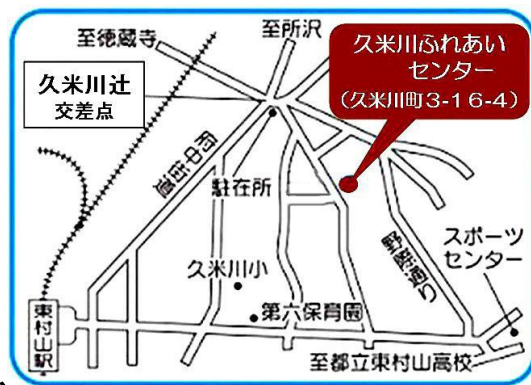 至徳蔵寺
至所沢
久米川ふれあい
センター
(久米川町3-16-4)
久米川辻
交差点
府中街道
駐在所
野際通り
スポーツ
センター
久米川小
第六保育園
東村山駅
至都立東村山高校